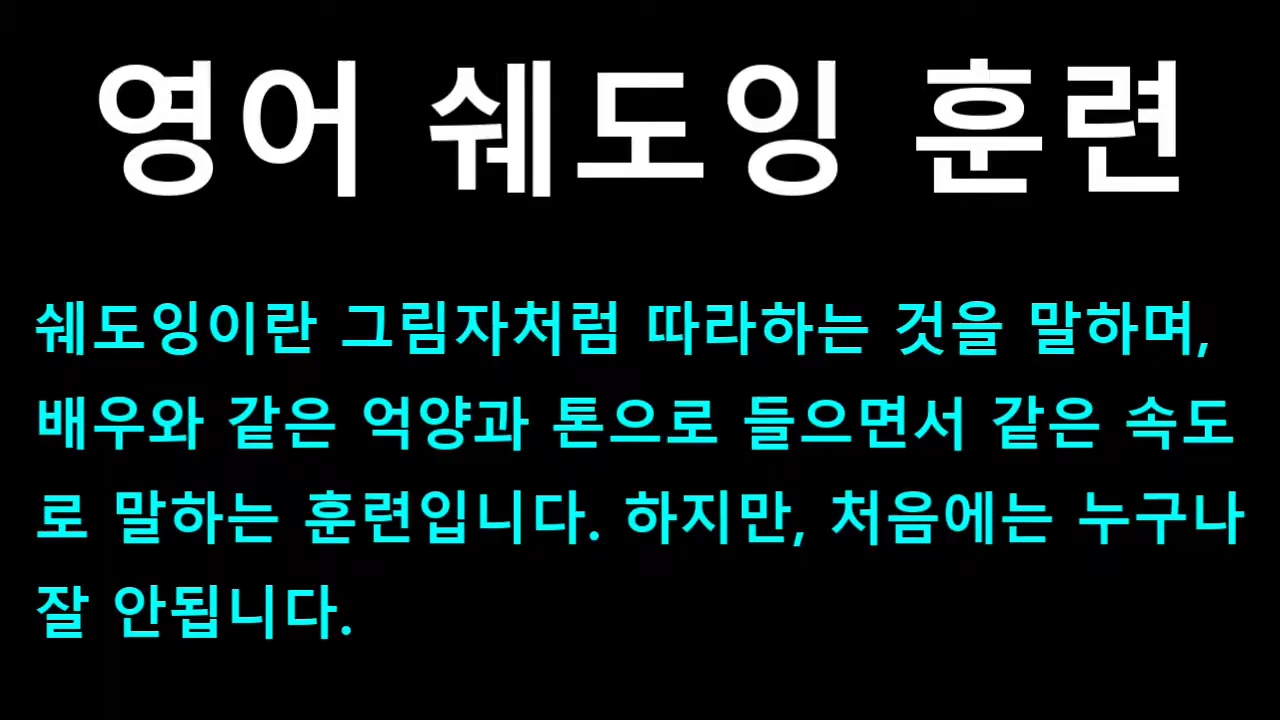 영어 쉐도잉 훈련
쉐도잉이란 그림자처럼 따라하는 것을 말하며,
배우와 같은 억양과 톤으로 들으면서 같은 속도
로 말하는 훈련입니다. 하지만, 처음에는 누구나
잘 안됩니다.